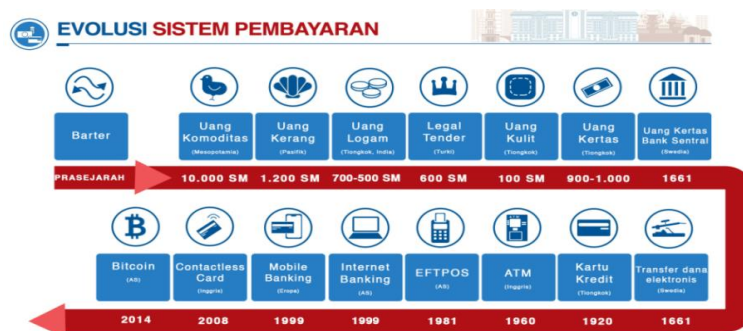 EVOLUSI SISTEM PEMBAYARAN
Barter
Uang
Komoditas
(Mesopotamia)
Uang
Kerang
(Pasifik)
Uang
Logam
(Tiongkok, India)
Legal
Tender
(Turki)
Uang
Kulit
(Tiongkok)
Uang
Kertas
(Tiongkok)
Uang Kertas
Bank Sentral
(Swedia)
PRASEJARAH
10.000 SM
1.200 SM
700-500 SM
600 SM
100 SM
900-1.000
1661
Bitcoin
(AS)
Contactless
Card
(Inggris)
Mobile
Banking
(Eropa)
Internet
Banking
(AS)
EFTPOS
(AS)
ATM
(Inggris)
Kartu
Kredit
(Tiongkok)
Transfer dana
elektronis
(Swedia)
2014
2008
1999
1999
1981
1960
1920
1661